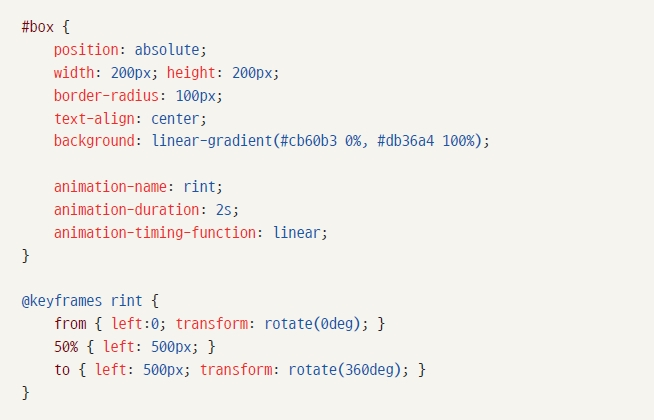 #box {
position: absolute;
width: 200px; height: 200px;
border-radius: 100px;
text-align: center;
background: linear-gradient(#cb60b3 0%, #db36a4 100%);
animation-name: rint;
animation-duration: 2s;
animation-timing-function: linear;
}
@keyframes rint {
from { left:0; transform: rotate(0deg); }
50% { left: 500px; }
to { left: 500px; transform: rotate(360deg); }
}